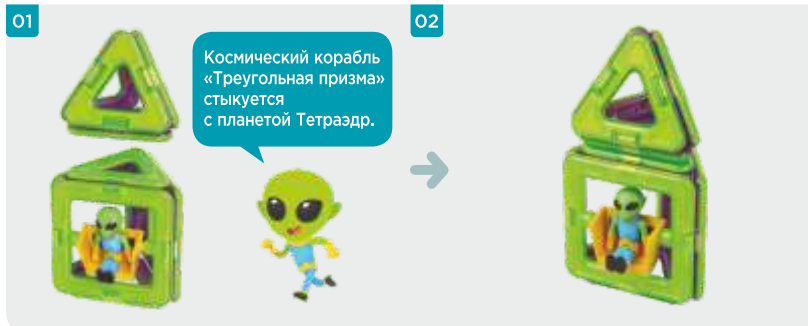 01
Космический корабль
«Треугольная призма»
стыкуется
с планетой Тетраэдр.
02